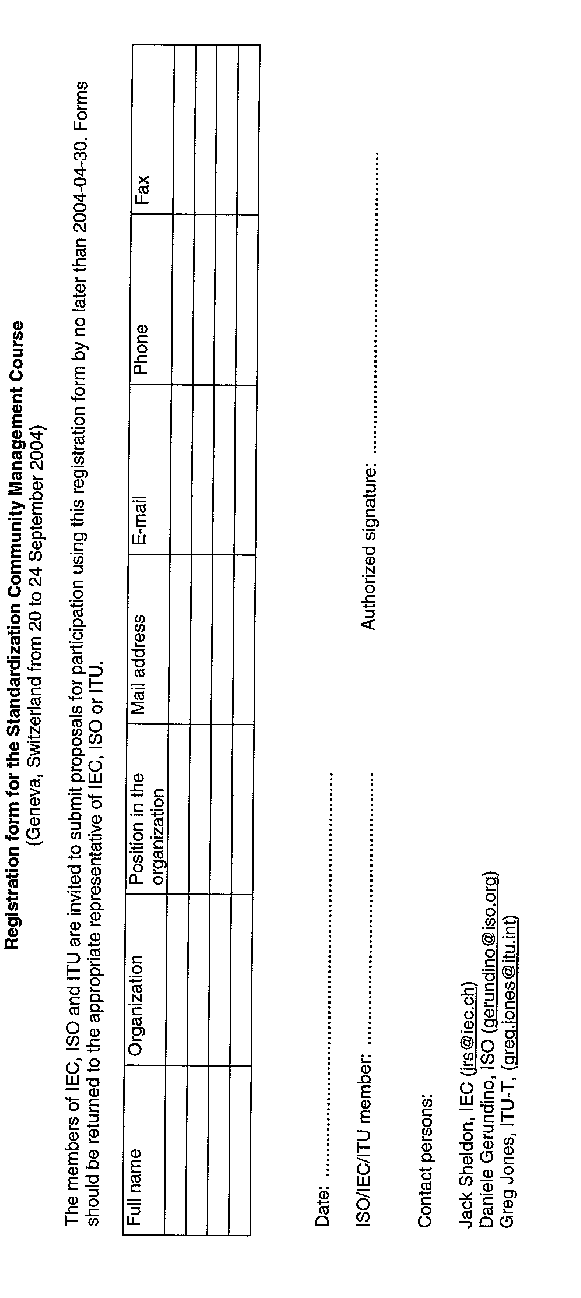 Registration form for the Standardization Community Management Course
(Geneva, Switzerland from 20 to 24 September 2004)
The members of IEC, ISO and ITU are invited to submit proposals for participation using this registration form by no later than 2004-04-30. Forms
should be returned to the appropriate representative of IEC, ISO or ITU.
Full name Organization Position in the organization Mail address E-mail Phone Fax
Date: ................................................................
ISO/IEC/ITU member: ................................................ Authorized signature: ................................................
Contact persons:
Jack Sheldon, IEC (jrs@iec.ch)
Daniele Gerundino, ISO (gerundino@iso.org)
Greg Jones, ITU-T, (greg.jones@itu.int)